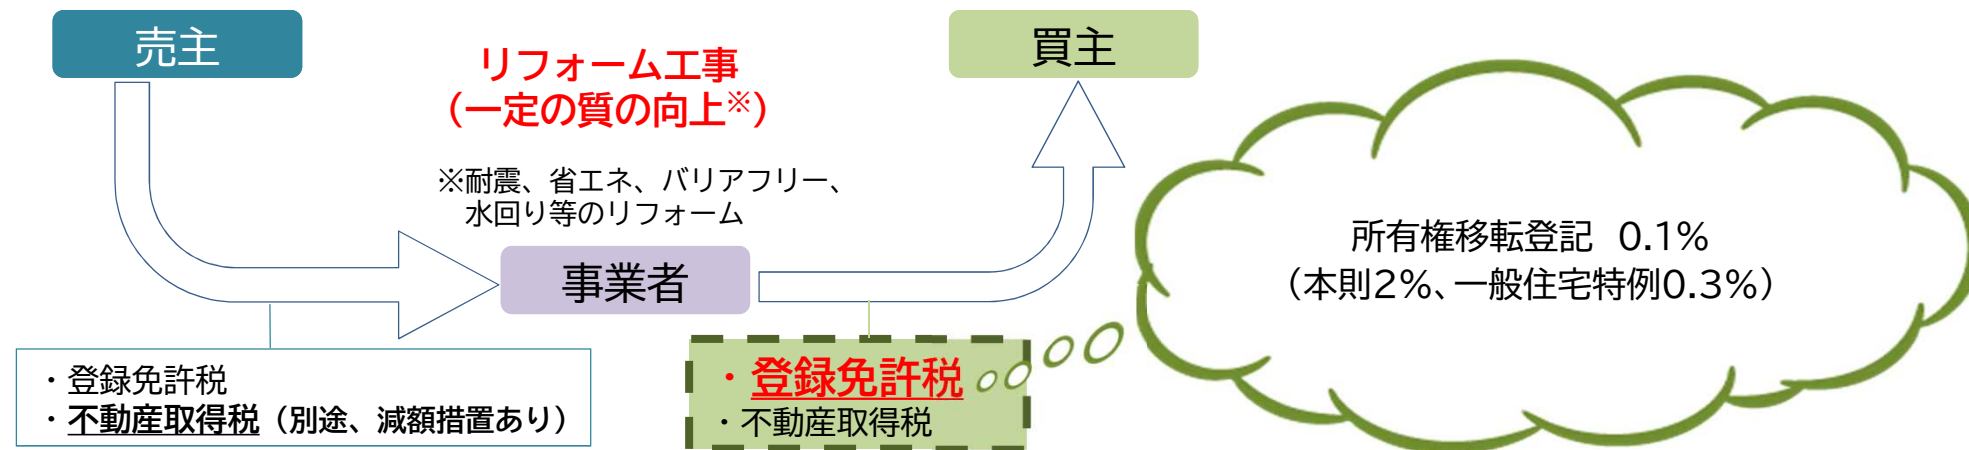 売主
リフォーム工事
（一定の質の向上※）
※耐震、省エネ、バリアフリー、
水回り等のリフォーム
事業者
買主
・登録免許税
・不動産取得税（別途、減額措置あり）
・登録免許税
・不動産取得税
所有権移転登記　0.1%
（本則2%、一般住宅特例0.3%）